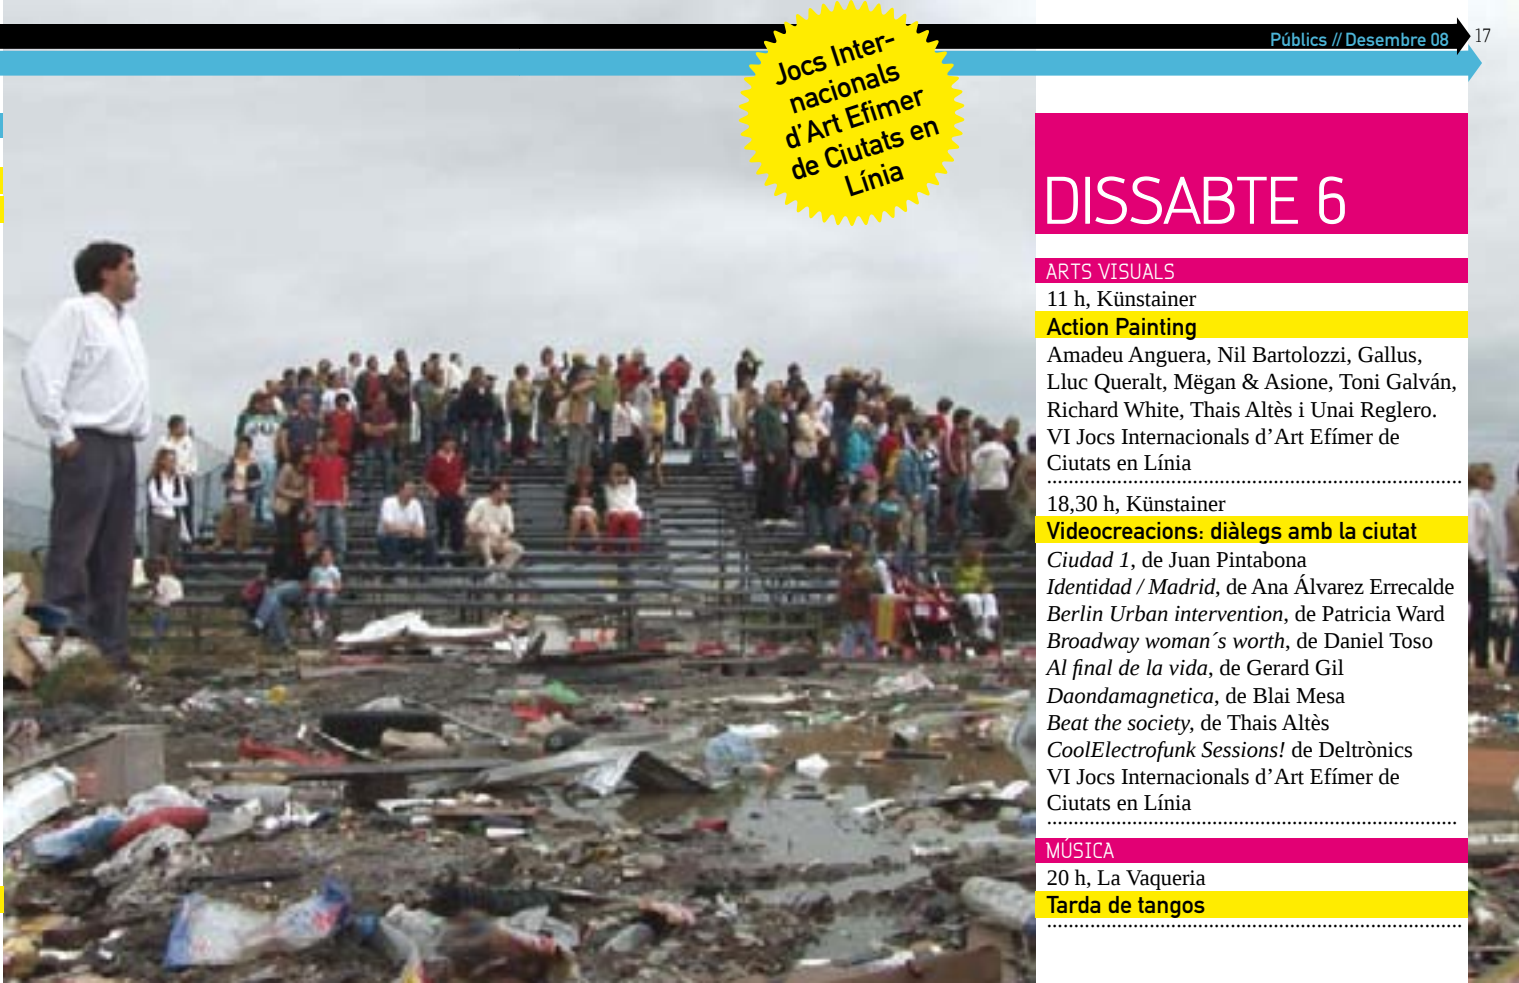 Públics // Desembre 08
17
Jocs Inter-
nacionals
d'Art Efimer
de Ciutats en
Línia
DISSABTE 6
ARTS VISUALS
11 h, Künstainer
Action Painting
Amadeu Anguera, Nil Bartolozzi, Gallus,
Lluc Queralt, Mëgan & Asione, Toni Galván,
Richard White, Thais Altès i Unai Reglero.
VI Jocs Internacionals d'Art Efímer de
Ciutats en Línia
18,30 h, Künstainer
Videocreacions: diàlegs amb la ciutat
Ciudad 1, de Juan Pintabona
Identidad / Madrid, de Ana Álvarez Errecalde
Berlin Urban intervention, de Patricia Ward
Broadway woman´s worth, de Daniel Toso
Al final de la vida, de Gerard Gil
Daondamagnetica, de Blai Mesa
Beat the society, de Thais Altès
CoolElectrofunk Sessions! de Deltrònics
VI Jocs Internacionals d'Art Efímer de
Ciutats en Línia
MÚSICA
20 h, La Vaqueria
Tarda de tangos